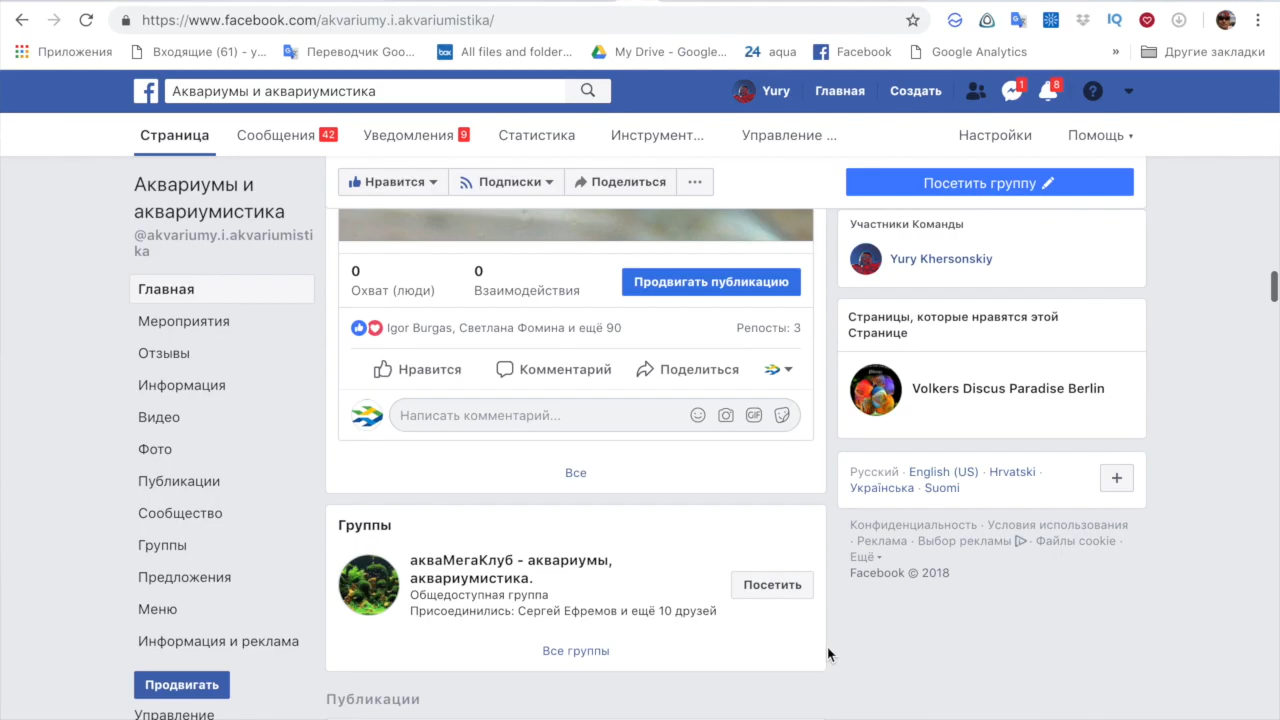 https://www.facebook.com/akvariumy.i.akvariumistika/
Приложения
Входящие (61) - y...
Переводчик Goo...
box
All files and folder...
My Drive - Google...
24 aqua
Facebook
Google Analytics
»
Другие закладки
Аквариумы и аквариумистика
Yury
Главная
Создать
1
8
Страница
Сообщения 42
Уведомления 9
Статистика
Инструмент...
Управление ...
Настройки
Помощь
Аквариумы и
аквариумистика
@akvariumy.i.akvariumisti
ka
Главная
Мероприятия
Отзывы
Информация
Видео
Фото
Публикации
Сообщество
Группы
Предложения
Меню
Информация и реклама
Продвигать
Управление
Нравится
Подписки
Поделиться
...
Посетить группу
0
Охват (люди)
0
Взаимодействия
Продвигать публикацию
Igor Burgas, Светлана Фомина и ещё 90
Репосты: 3
Нравится
Комментарий
Поделиться
Написать комментарий...
GIF
Все
Группы
акваМегаКлуб - аквариумы,
аквариумистика.
Общедоступная группа
Присоединились: Сергей Ефремов и ещё 10 друзей
Посетить
Все группы
Публикации
Участники Команды
Yury Khersonskiy
Страницы, которые нравятся этой
Странице
Volkers Discus Paradise Berlin
Русский · English (US) · Hrvatski ·
Українська · Suomi
Конфиденциальность · Условия использования
· Реклама · Выбор рекламы · Файлы cookie ·
Ещё
Facebook © 2018